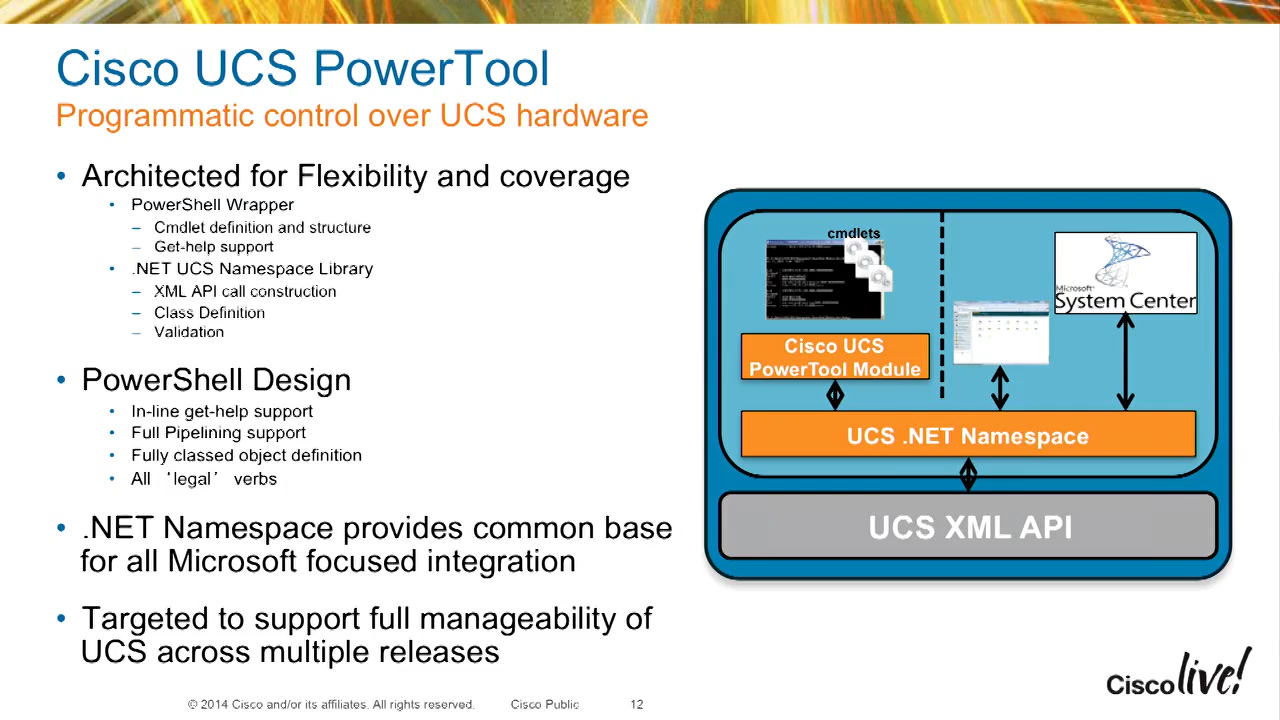 Cisco UCS PowerTool
Programmatic control over UCS hardware
• Architected for Flexibility and coverage
• PowerShell Wrapper
– Cmdlet definition and structure
– Get-help support
• .NET UCS Namespace Library
– XML API call construction
– Class Definition
– Validation
• PowerShell Design
• In-line get-help support
• Full Pipelining support
• Fully classed object definition
• All ‘legal’ verbs
• .NET Namespace provides common base
for all Microsoft focused integration
• Targeted to support full manageability of
UCS across multiple releases
cmdlets
Microsoft
System Center
Cisco UCS
PowerTool Module
UCS .NET Namespace
UCS XML API
© 2014 Cisco and/or its affiliates. All rights reserved.
Cisco Public
12
Cisco live!